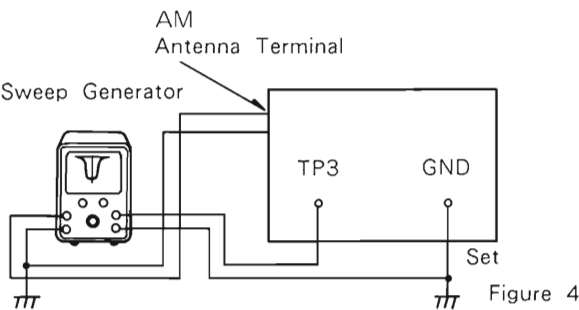 AM
Antenna Terminal
Sweep Generator
TP3
GND
Set
Figure 4